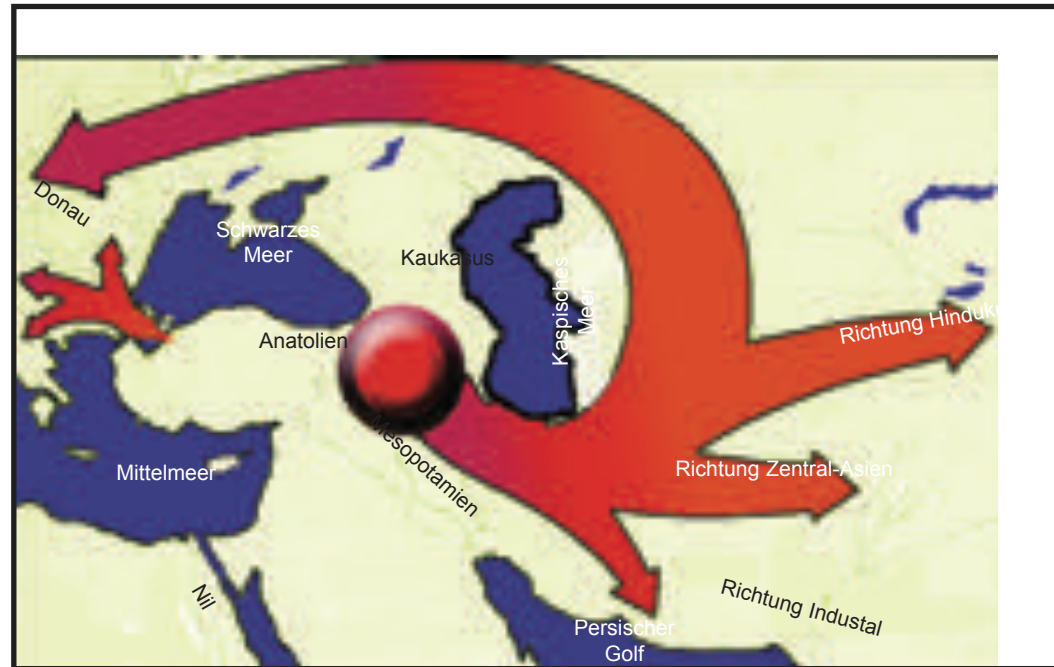 Donau
Schwarzes
Meer
Kaukasus
Kaspisches
Meer
Anatolien
Richtung Hinduku
Mesopotamien
Mittelmeer
Richtung Zentral-Asien
Nil
Richtung Industal
Persischer
Golf